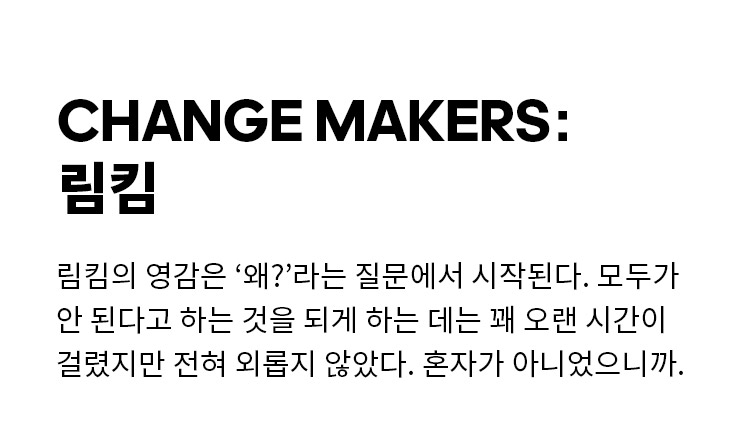 CHANGE MAKERS:
림킴
림킴의 영감은 ‘왜?’라는 질문에서 시작된다. 모두가
안 된다고 하는 것을 되게 하는 데는 꽤 오랜 시간이
걸렸지만 전혀 외롭지 않았다. 혼자가 아니었으니까.